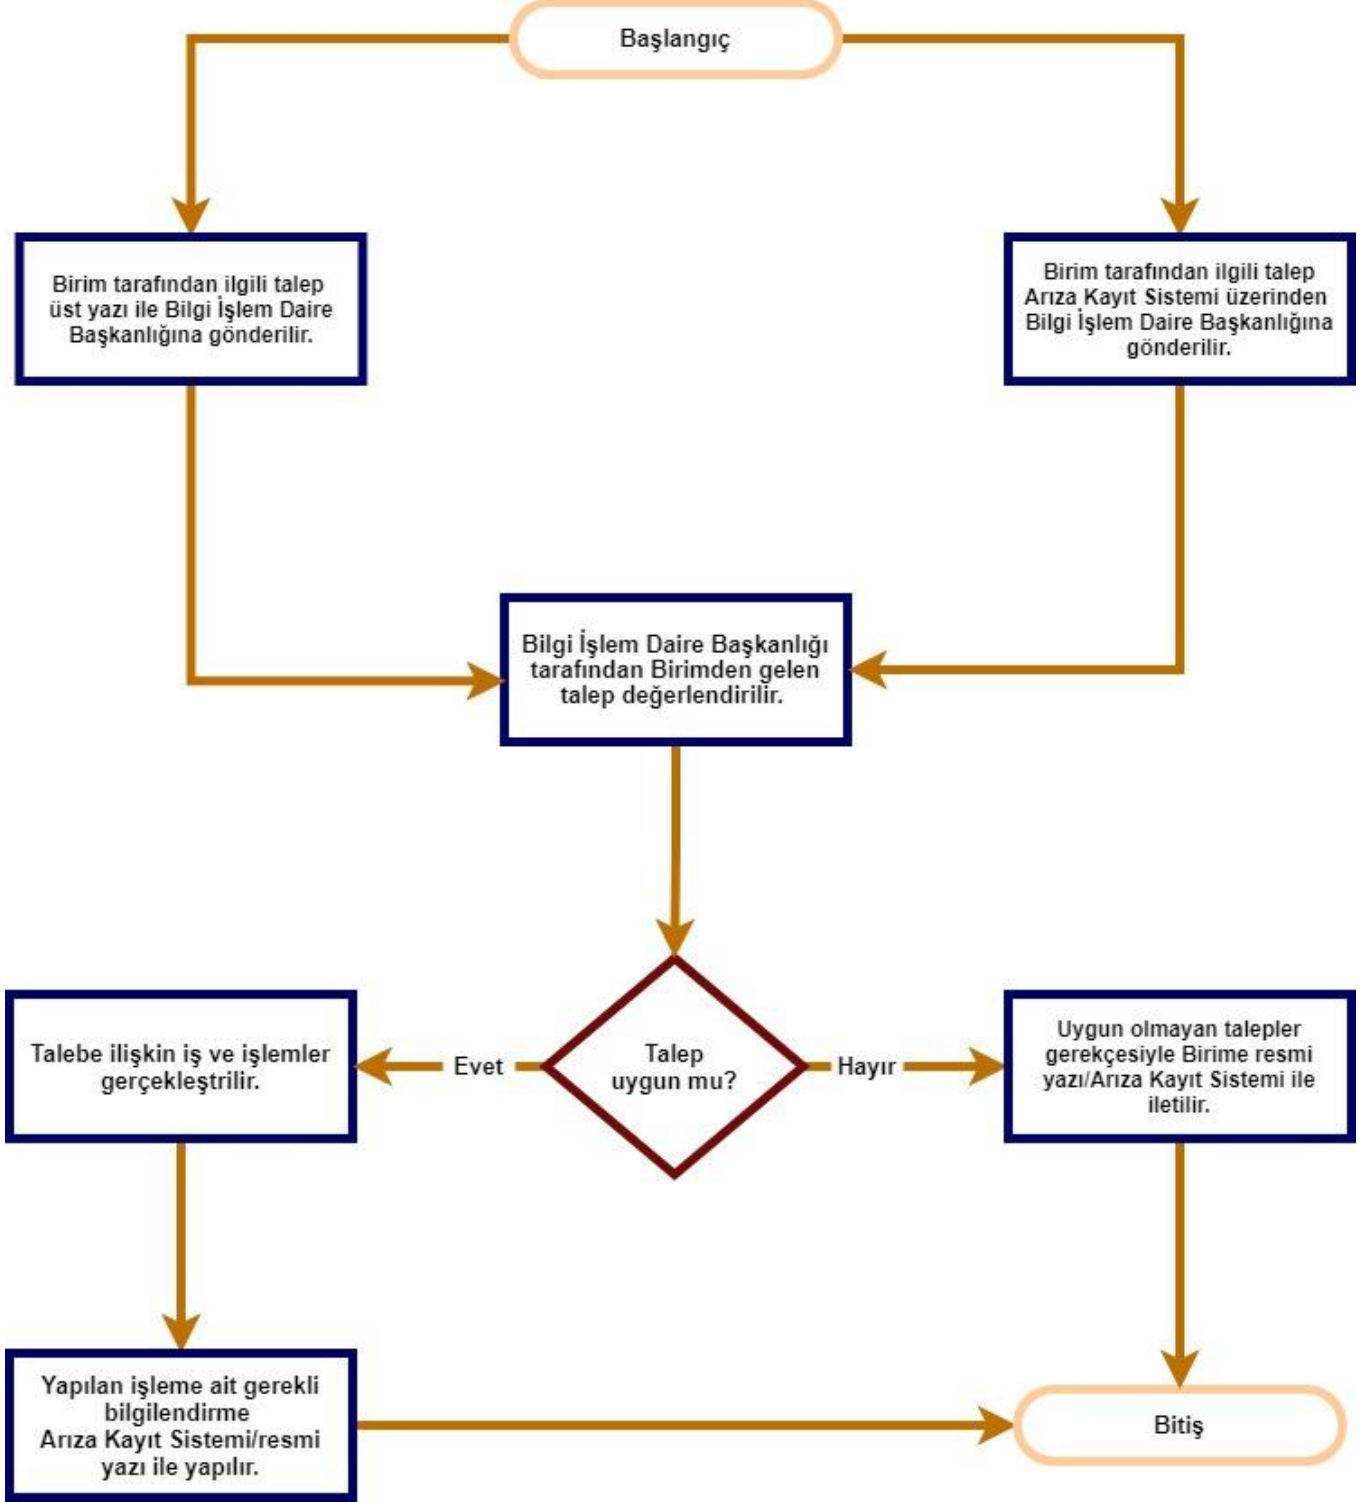 Başlangıç
Birim tarafından ilgili talep
üst yazı ile Bilgi İşlem Daire
Başkanlığına gönderilir.
Birim tarafından ilgili talep
Arıza Kayıt Sistemi üzerinden
Bilgi İşlem Daire Başkanlığına
gönderilir.
Bilgi İşlem Daire Başkanlığı
tarafından Birimden gelen
talep değerlendirilir.
Talebe ilişkin iş ve işlemler
gerçekleştrilir.
Evet
Talep
uygun mu?
Hayır
Uygun olmayan talepler
gerekçesiyle Birime resmi
yazı/Arıza Kayıt Sistemi ile
iletilir.
Yapılan işleme ait gerekli
bilgilendirme
Arıza Kayıt Sistemi/resmi
yazı ile yapılır.
Bitiş